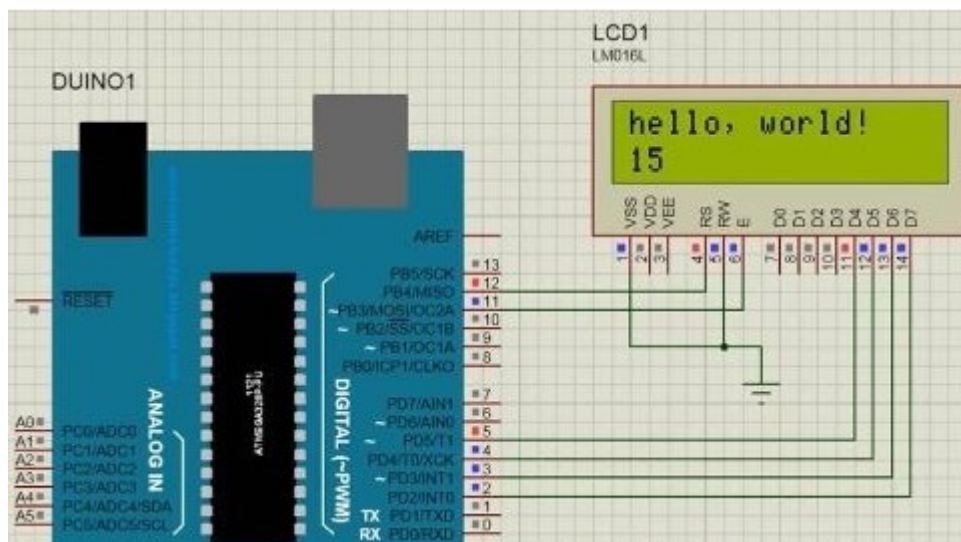 LCD1
LM016L
DUINO1
hello, world!
15
VSS
VDD
VEE
RS
RW
E
D0
D1
D2
D3
D4
D5
D6
D7
1
2
3
4
5
6
7
8
9
10
11
12
13
14
AREF
PB5/SCK 13
PB4/MISO 12
~PB3/MOSI/OC2A 11
~ PB2/SS/OC1B 10
~ PB1/OC1A 9
PB0/ICP1/CLKO 8
RESET
PD7/AIN1 7
~ PD6/AIN0 6
~ PD5/T1 5
PD4/T0/XCK 4
~ PD3/INT1 3
PD2/INT0 2
TX PD1/TXD 1
RX PD0/RXD 0
DIGITAL (~PWM)
ANALOG IN
A0 PC0/ADC0
A1 PC1/ADC1
A2 PC2/ADC2
A3 PC3/ADC3
A4 PC4/ADC4/SDA
A5 PC5/ADC5/SCL
ATMEGA328P-PU